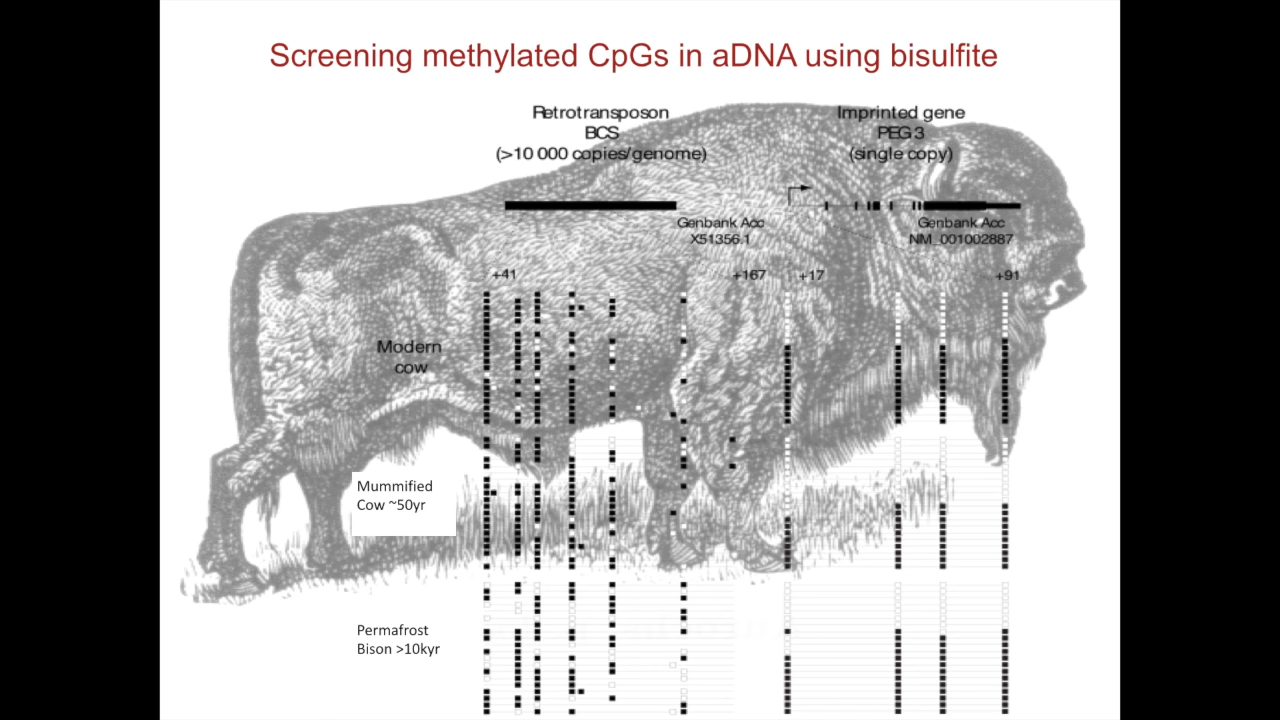 Screening methylated CpGs in aDNA using bisulfite
Retrotransposon
BCS
(>10 000 copies/genome)
Imprinted gene
PEG 3
(single copy)
Genbank Acc
X51356.1
Genbank Acc
NM_001002887
+41
+167
+17
+91
Modern
cow
Mummified
Cow ~50yr
Permafrost
Bison >10kyr